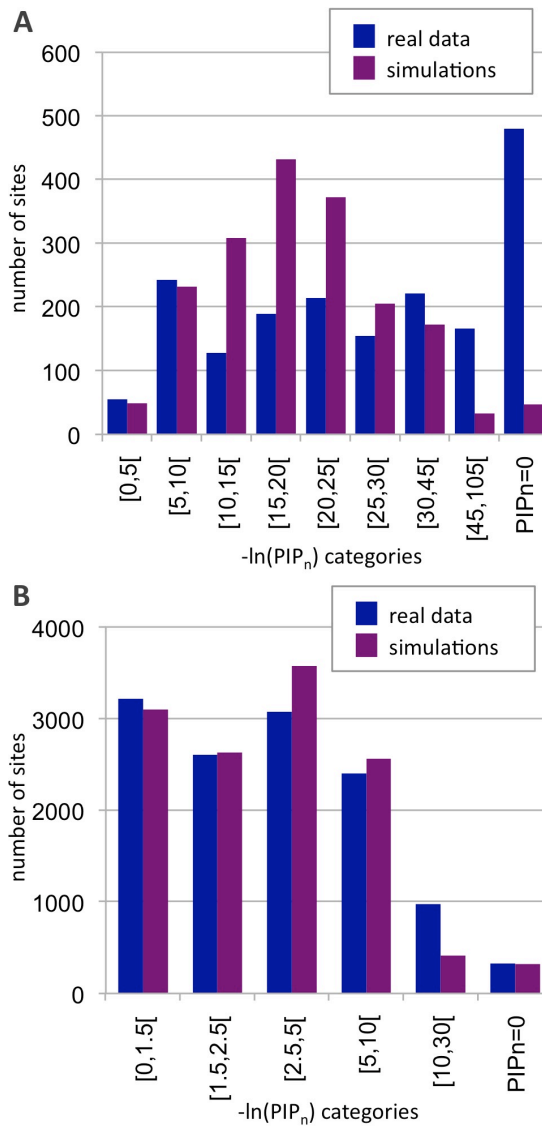 A
real data
simulations
600
500
400
300
200
100
0
number of sites
[0,5[
[5,10[
[10,15[
[15,20[
[20,25[
[25,30[
[30,45[
[45,105[
PIPn=0
-ln(PIPn) categories
B
real data
simulations
4000
3000
2000
1000
0
number of sites
[0,1.5[
[1.5,2.5[
[2.5,5[
[5,10[
[10,30[
PIPn=0
-ln(PIPn) categories